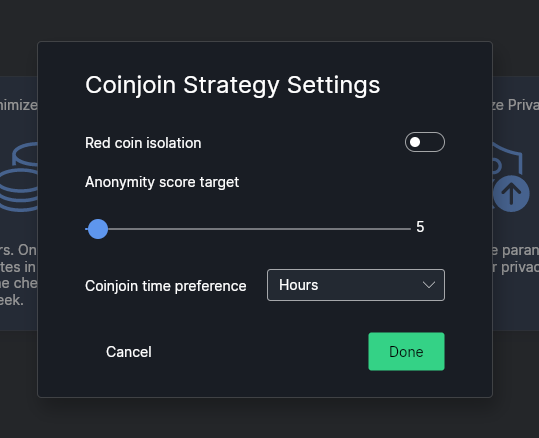 Coinjoin Strategy Settings
nimize
ze Priva
Red coin isolation
Anonymity score target
5
rs. On
tes in
e che
eek.
e paran
r privac
Coinjoin time preference
Hours
Cancel
Done